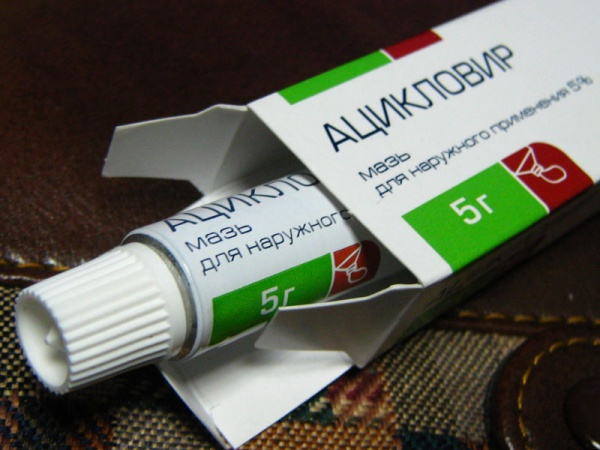 АЦИКЛОВИР
мазь
для наружного применения 5%
5г
АЦИКЛО
мазь
для наружного
5г